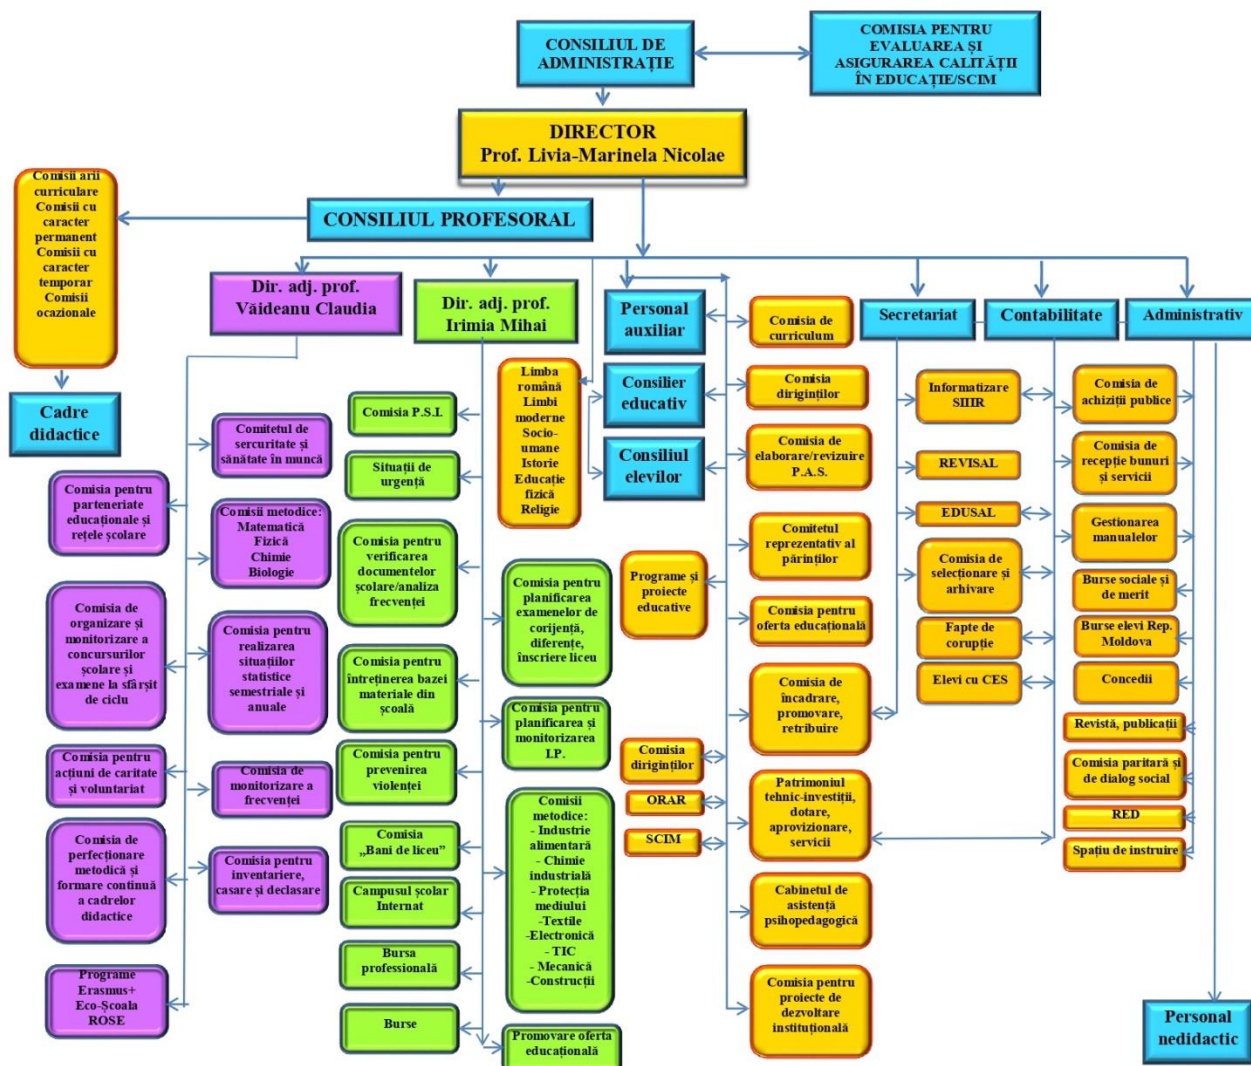 CONSILIUL DE
ADMINISTRAȚIE
COMISIA PENTRU
EVALUAREA ȘI
ASIGURAREA CALITĂȚII
ÎN EDUCAȚIE/SCIM
DIRECTOR
Prof. Livia-Marinela Nicolae
CONSILIUL PROFESORAL
Comisii arii
curriculare
Comisii cu
caracter
permanent
Comisii cu
caracter
temporar
Comisii
ocazionale
Cadre
didactice
Dir. adj. prof.
Văideanu Claudia
Comitetul de
sercuritate și
sănătate în muncă
Comisia pentru
parteneriate
educaționale și
rețele școlare
Comisii metodice:
Matematică
Fizică
Chimie
Biologie
Comisia de
organizare și
monitorizare a
concursurilor
școlare și
examene la sfârșit
de ciclu
Comisia pentru
realizarea
situațiilor
statistice
semestriale și
anuale
Comisia pentru
acțiuni de caritate
și voluntariat
Comisia de
monitorizare a
frecvenței
Comisia de
perfecționare
metodică și
formare continuă
a cadrelor
didactice
Comisia pentru
inventariere,
casare și declasare
Programe
Erasmus+
Eco-Școala
ROSE
Dir. adj. prof.
Irimia Mihai
Comisia P.S.I.
Situații de
urgență
Comisia pentru
verificarea
documentelor
școlare/analiza
frecvenței
Comisia pentru
planificarea
examenelor de
corijență,
diferențe,
înscriere liceu
Comisia pentru
întreținerea bazei
materiale din
școală
Comisia pentru
planificarea și
monitorizarea
I.P.
Comisia pentru
prevenirea
violenței
Comisii
metodice:
- Industrie
alimentară
- Chimie
industrială
- Protecția
mediului
-Textile
-Electronică
- TIC
- Mecanică
-Construcții
Comisia
„Bani de liceu”
Campusul școlar
Internat
Bursa
professională
Burse
Promovare oferta
educațională
Limba
română
Limbi
moderne
Socio-
umane
Istorie
Educație
fizică
Religie
Personal
auxiliar
Consilier
educativ
Consiliul
elevilor
Programe și
proiecte
educative
Comisia
diriginților
ORAR
SCIM
Comisia de
curriculum
Comisia
diriginților
Comisia de
elaborare/revizuire
P.A.S.
Comitetul
reprezentativ al
părinților
Comisia pentru
oferta educațională
Comisia de
încadrare,
promovare,
retribuire
Patrimoniul
tehnic-investiții,
dotare,
aprovizionare,
servicii
Cabinetul de
asistență
psihopedagogică
Comisia pentru
proiecte de
dezvoltare
instituțională
Secretariat
Contabilitate
Administrativ
Informatizare
SIIIR
REVISAL
EDUSAL
Comisia de
selecționare și
arhivare
Fapte de
corupție
Elevi cu CES
Comisia de
achiziții publice
Comisia de
recepție bunuri
și servicii
Gestionarea
manualelor
Burse sociale și
de merit
Burse elevi Rep.
Moldova
Concedii
Revistă, publicații
Comisia paritară și
de dialog social
RED
Spațiu de instruire
Personal
nedidactic